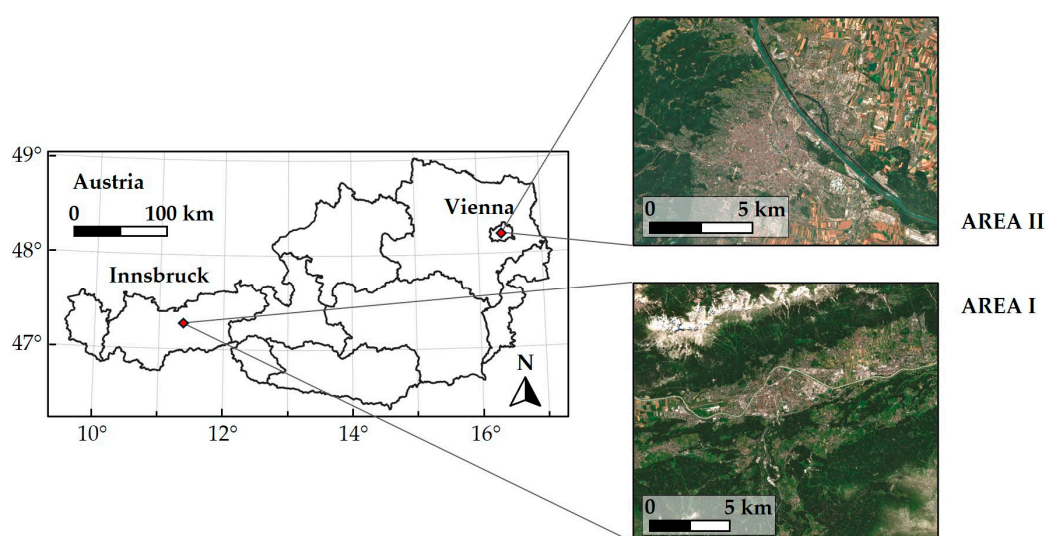 49°
48°
47°
Austria
0 100 km
Vienna
Innsbruck
N
10° 12° 14° 16°
0 5 km
AREA II
AREA I
0 5 km